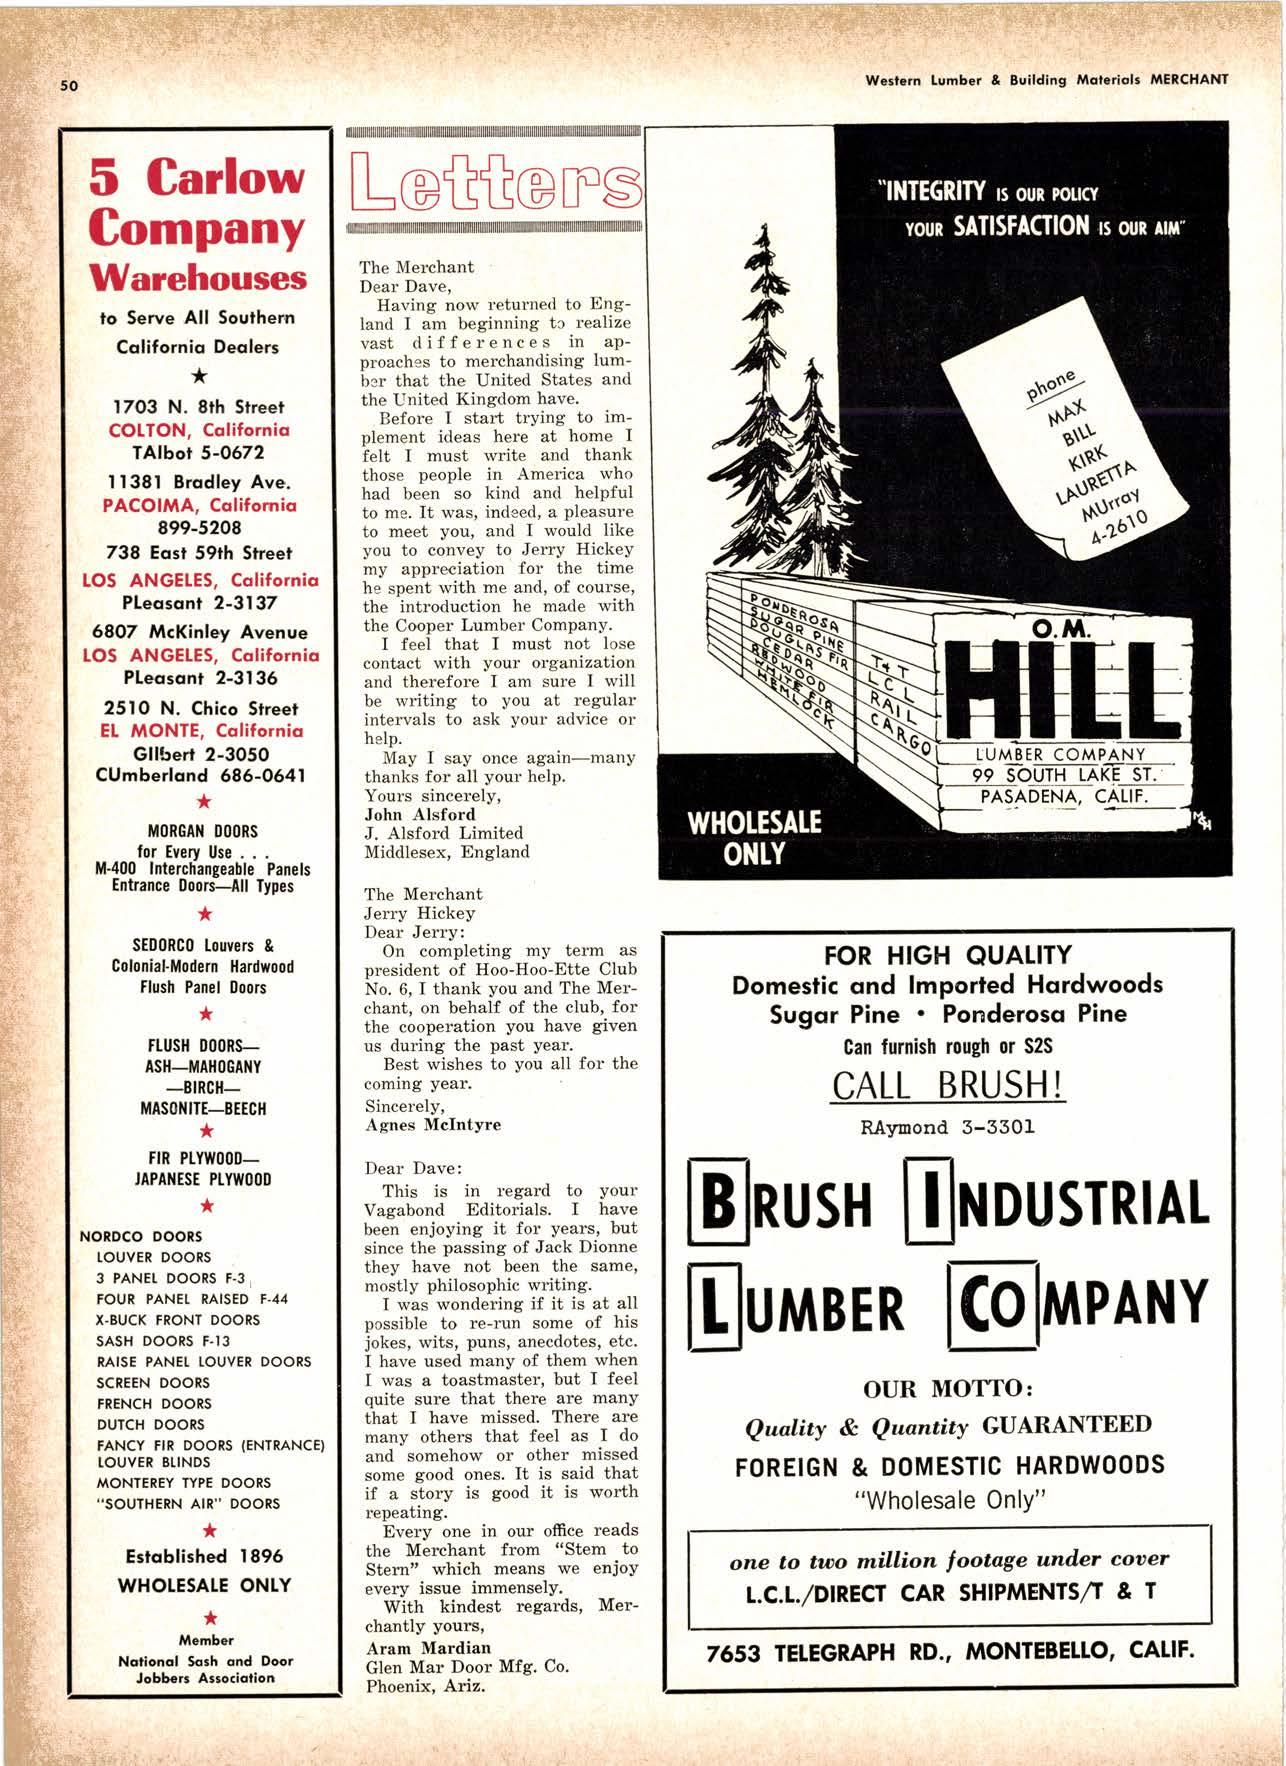 50
Western Lumber & Building Materials MERCHANT
5 Carlow
Company
Warehouses
to Serve All Southern
California Dealers
★
1703 N. 8th Street
COLTON, California
TAlbot 5-0672
11381 Bradley Ave.
PACOIMA, California
899-5208
738 East 59th Street
LOS ANGELES, California
PLeasant 2-3137
6807 McKinley Avenue
LOS ANGELES, California
PLeasant 2-3136
2510 N. Chico Street
EL MONTE, California
GIlbert 2-3050
CUmberland 686-0641
★
MORGAN DOORS
for Every Use . . .
M-400 Interchangeable Panels
Entrance Doors—All Types
★
SEDORCO Louvers &
Colonial-Modern Hardwood
Flush Panel Doors
★
FLUSH DOORS—
ASH—MAHOGANY
—BIRCH—
MASONITE—BEECH
★
FIR PLYWOOD—
JAPANESE PLYWOOD
★
NORDCO DOORS
LOUVER DOORS
3 PANEL DOORS F-3
FOUR PANEL RAISED F-44
X-BUCK FRONT DOORS
SASH DOORS F-13
RAISE PANEL LOUVER DOORS
SCREEN DOORS
FRENCH DOORS
DUTCH DOORS
FANCY FIR DOORS (ENTRANCE)
LOUVER BLINDS
MONTEREY TYPE DOORS
"SOUTHERN AIR" DOORS
★
Established 1896
WHOLESALE ONLY
★
Member
National Sash and Door
Jobbers Association
Letters
The Merchant
Dear Dave,
Having now returned to Eng-
land I am beginning to realize
vast differences in ap-
proaches to merchandising lum-
ber that the United States and
the United Kingdom have.
Before I start trying to im-
plement ideas here at home I
felt I must write and thank
those people in America who
had been so kind and helpful
to me. It was, indeed, a pleasure
to meet you, and I would like
you to convey to Jerry Hickey
my appreciation for the time
he spent with me and, of course,
the introduction he made with
the Cooper Lumber Company.
I feel that I must not lose
contact with your organization
and therefore I am sure I will
be writing to you at regular
intervals to ask your advice or
help.
May I say once again—many
thanks for all your help.
Yours sincerely,
John Alsford
J. Alsford Limited
Middlesex, England
The Merchant
Jerry Hickey
Dear Jerry:
On completing my term as
president of Hoo-Hoo-Ette Club
No. 6, I thank you and The Mer-
chant, on behalf of the club, for
the cooperation you have given
us during the past year.
Best wishes to you all for the
coming year.
Sincerely,
Agnes McIntyre
Dear Dave:
This is in regard to your
Vagabond Editorials. I have
been enjoying it for years, but
since the passing of Jack Dionne
they have not been the same,
mostly philosophic writing.
I was wondering if it is at all
possible to re-run some of his
jokes, wits, puns, anecdotes, etc.
I have used many of them when
I was a toastmaster, but I feel
quite sure that there are many
that I have missed. There are
many others that feel as I do
and somehow or other missed
some good ones. It is said that
if a story is good it is worth
repeating.
Every one in our office reads
the Merchant from "Stem to
Stern" which means we enjoy
every issue immensely.
With kindest regards, Mer-
chantly yours,
Aram Mardian
Glen Mar Door Mfg. Co.
Phoenix, Ariz.
"INTEGRITY IS OUR POLICY
YOUR SATISFACTION IS OUR AIM"
phone
MAX
BILL
KIRK
LAURETTA
MUrray
4-2610
PONDEROSA
SUGAR PINE
DOUGLAS FIR
CEDAR
REDWOOD
WHITE FIR
HEMLOCK
T & T
L C L
RAIL
CARGO
O.M.
HILL
LUMBER COMPANY
99 SOUTH LAKE ST.
PASADENA, CALIF.
WHOLESALE
ONLY
FOR HIGH QUALITY
Domestic and Imported Hardwoods
Sugar Pine • Ponderosa Pine
Can furnish rough or S2S
CALL BRUSH!
RAymond 3-3301
BRUSH INDUSTRIAL
LUMBER COMPANY
OUR MOTTO:
Quality & Quantity GUARANTEED
FOREIGN & DOMESTIC HARDWOODS
"Wholesale Only"
one to two million footage under cover
L.C.L./DIRECT CAR SHIPMENTS/T & T
7653 TELEGRAPH RD., MONTEBELLO, CALIF.